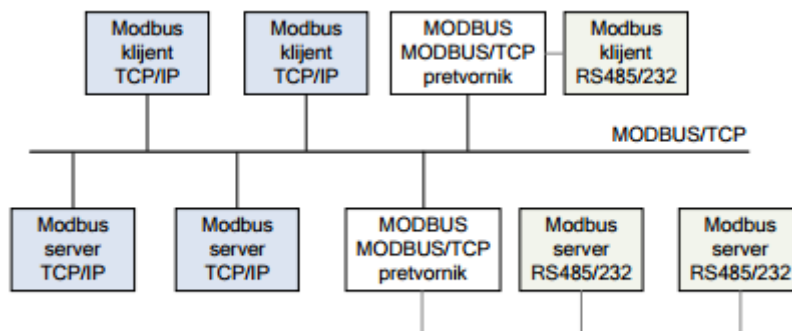 Modbus
klijent
TCP/IP
Modbus
klijent
TCP/IP
MODBUS
MODBUS/TCP
pretvornik
Modbus
klijent
RS485/232
MODBUS/TCP
Modbus
server
TCP/IP
Modbus
server
TCP/IP
MODBUS
MODBUS/TCP
pretvornik
Modbus
server
RS485/232
Modbus
server
RS485/232